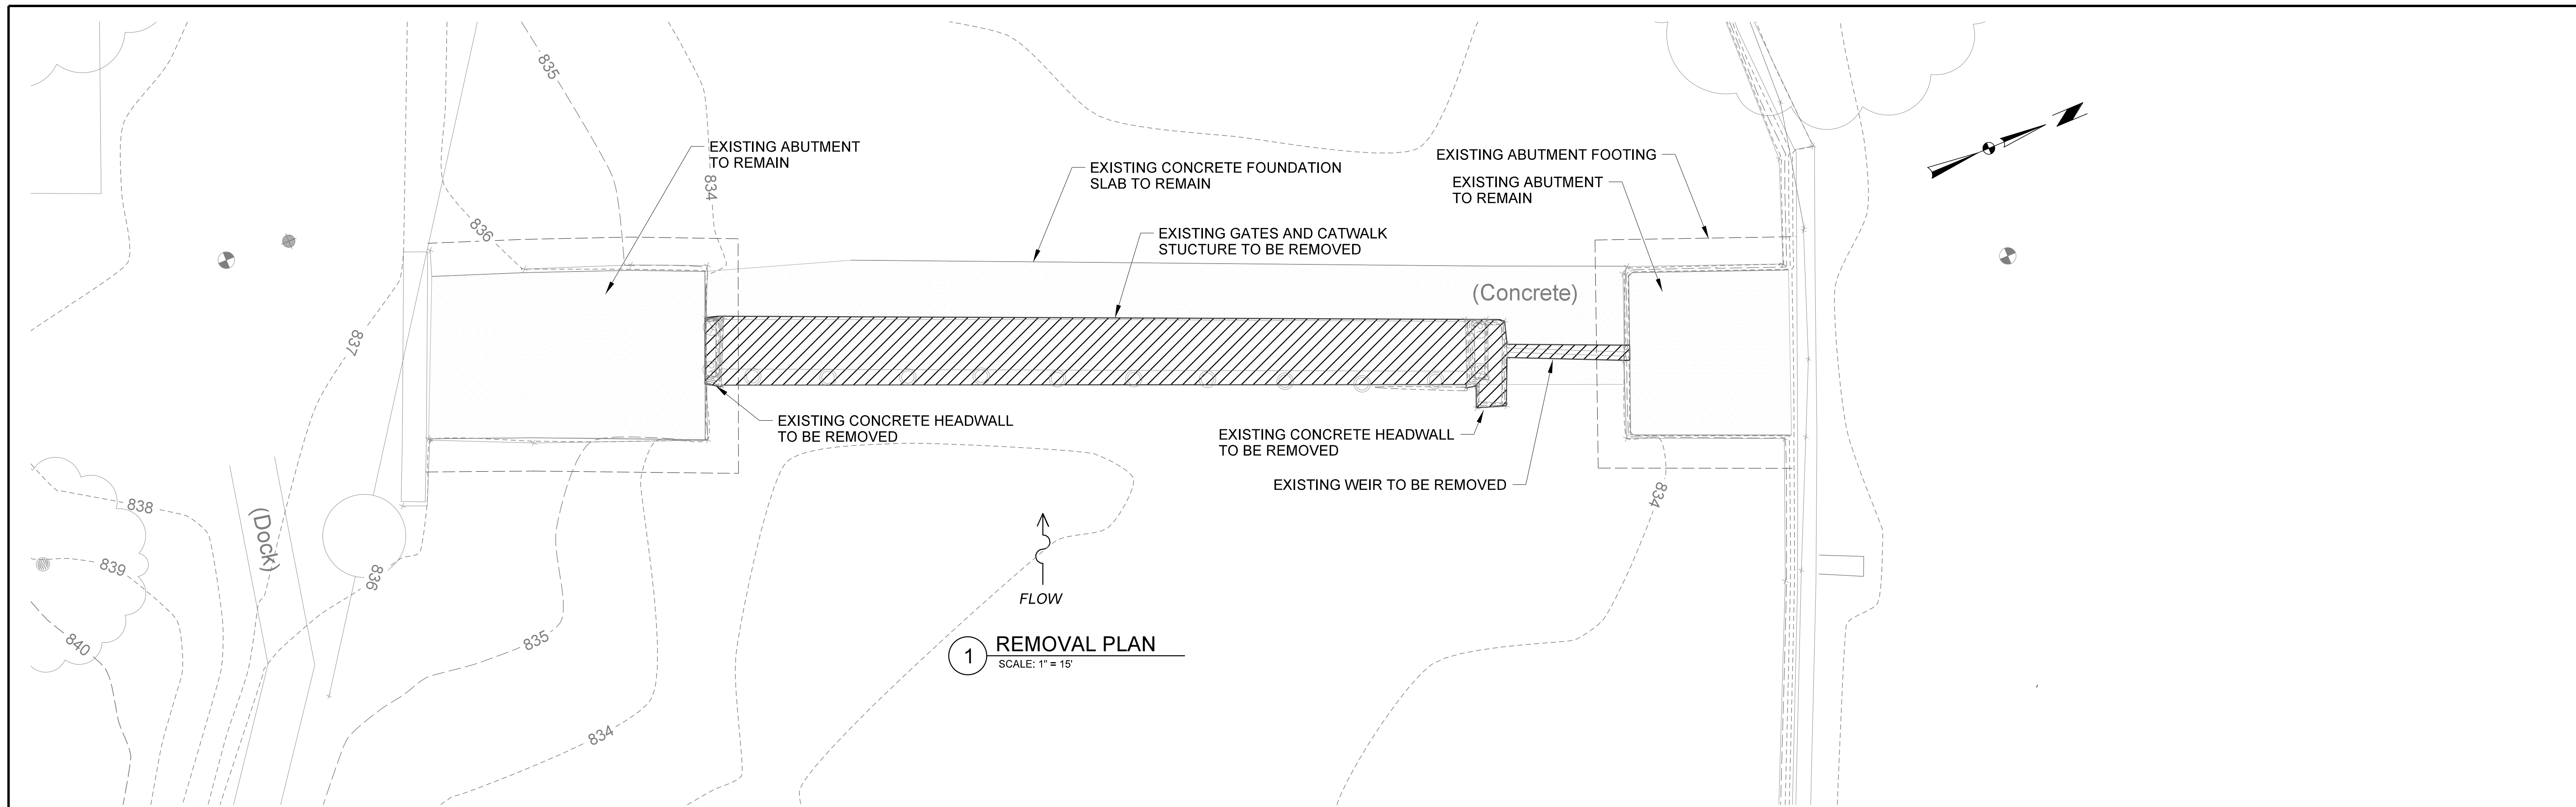 835
EXISTING ABUTMENT
TO REMAIN
834
EXISTING CONCRETE FOUNDATION
SLAB TO REMAIN
EXISTING ABUTMENT FOOTING
EXISTING ABUTMENT
TO REMAIN
N
836
EXISTING GATES AND CATWALK
STUCTURE TO BE REMOVED
(Concrete)
837
EXISTING CONCRETE HEADWALL
TO BE REMOVED
EXISTING CONCRETE HEADWALL
TO BE REMOVED
EXISTING WEIR TO BE REMOVED
834
838
(Dock)
839
836
FLOW
840
835
1 REMOVAL PLAN
SCALE: 1" = 15'
834